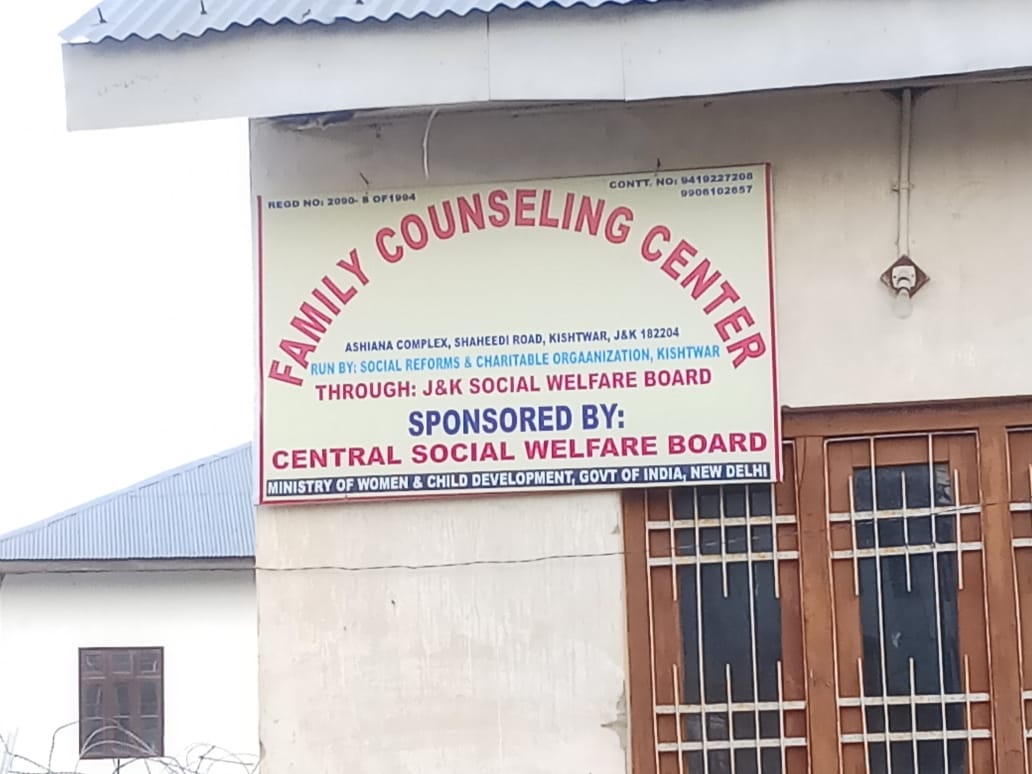 REGD NO: 2090- S OF1994
CONTT. NO: 9419227208
9906102657
FAMILY COUNSELING CENTER
ASHIANA COMPLEX, SHAHEEDI ROAD, KISHTWAR, J&K 182204
RUN BY: SOCIAL REFORMS & CHARITABLE ORGAANIZATION, KISHTWAR
THROUGH: J&K SOCIAL WELFARE BOARD
SPONSORED BY:
CENTRAL SOCIAL WELFARE BOARD
MINISTRY OF WOMEN & CHILD DEVELOPMENT, GOVT OF INDIA, NEW DELHI